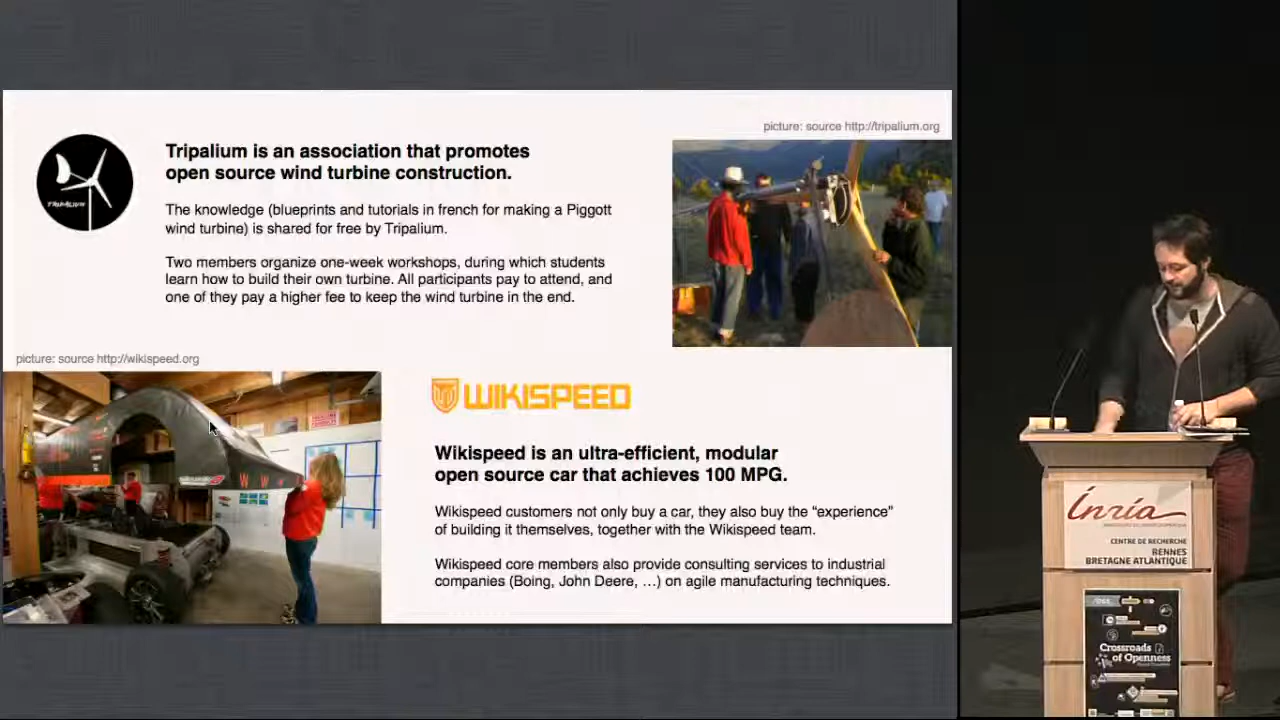 picture: source http://tripalium.org
TRIPALIUM
Tripalium is an association that promotes
open source wind turbine construction.
The knowledge (blueprints and tutorials in french for making a Piggott
wind turbine) is shared for free by Tripalium.
Two members organize one-week workshops, during which students
learn how to build their own turbine. All participants pay to attend, and
one of they pay a higher fee to keep the wind turbine in the end.
picture: source http://wikispeed.org
WIKISPEED
Wikispeed is an ultra-efficient, modular
open source car that achieves 100 MPG.
Wikispeed customers not only buy a car, they also buy the “experience”
of building it themselves, together with the Wikispeed team.
Wikispeed core members also provide consulting services to industrial
companies (Boing, John Deere, …) on agile manufacturing techniques.
Inria
CENTRE DE RECHERCHE
RENNES
BRETAGNE ATLANTIQUE
Crossroads
of Openness